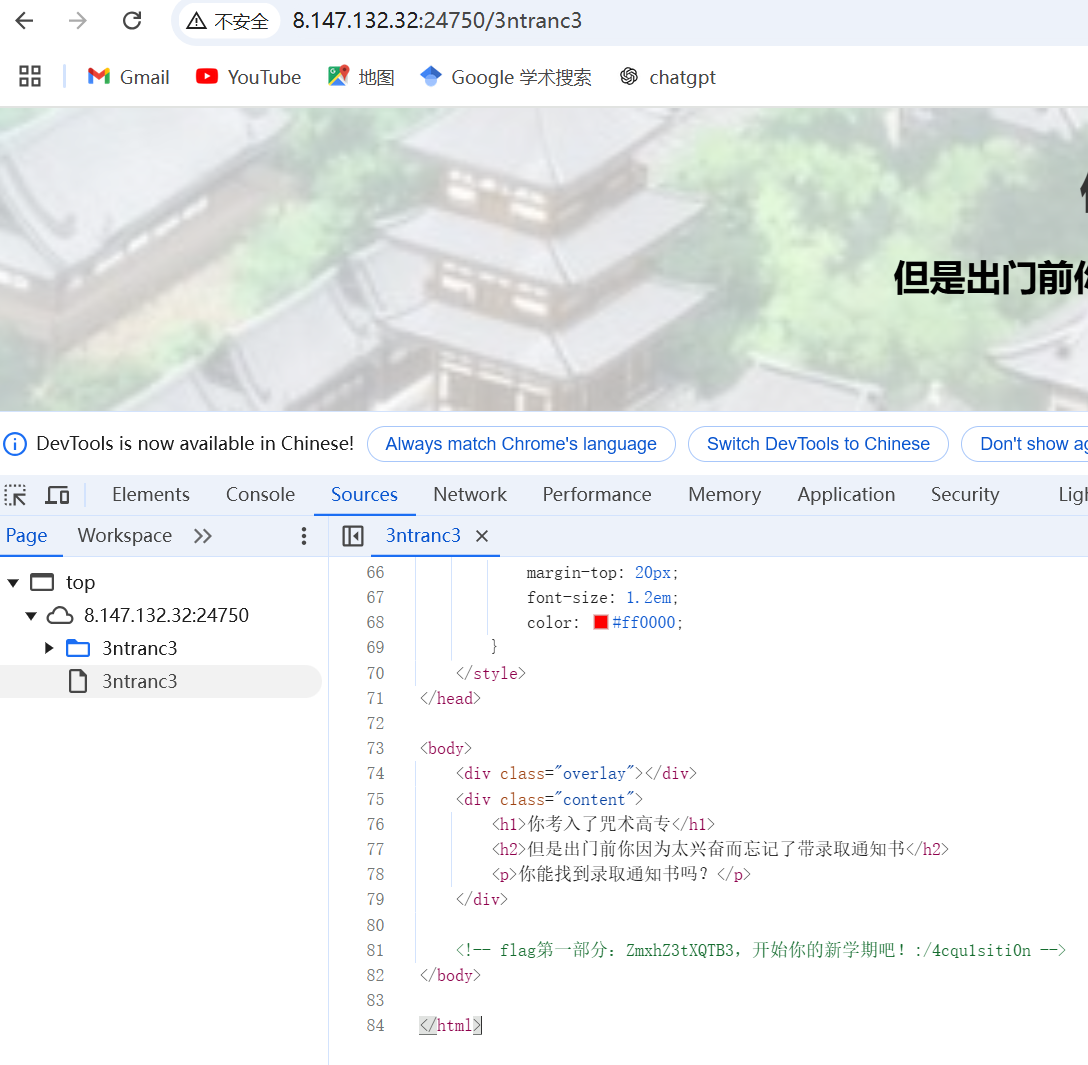 不安全 8.147.132.32:24750/3ntranc3
Gmail YouTube 地图 Google 学术搜索 chatgpt
但是出门前你
DevTools is now available in Chinese! Always match Chrome's language Switch DevTools to Chinese Don't show ag
Elements Console Sources Network Performance Memory Application Security Ligh
Page Workspace 3ntranc3
top
8.147.132.32:24750
3ntranc3
3ntranc3
66 margin-top: 20px;
67 font-size: 1.2em;
68 color: #ff0000;
69 }
70 </style>
71 </head>
72
73 <body>
74 <div class="overlay"></div>
75 <div class="content">
76 <h1>你考入了咒术高专</h1>
77 <h2>但是出门前你因为太兴奋而忘记了带录取通知书</h2>
78 <p>你能找到录取通知书吗？</p>
79 </div>
80
81 <!-- flag第一部分：ZmxhZ3tXQTB3，开始你的新学期吧！:/4cqu1siti0n -->
82 </body>
83
84 </html>